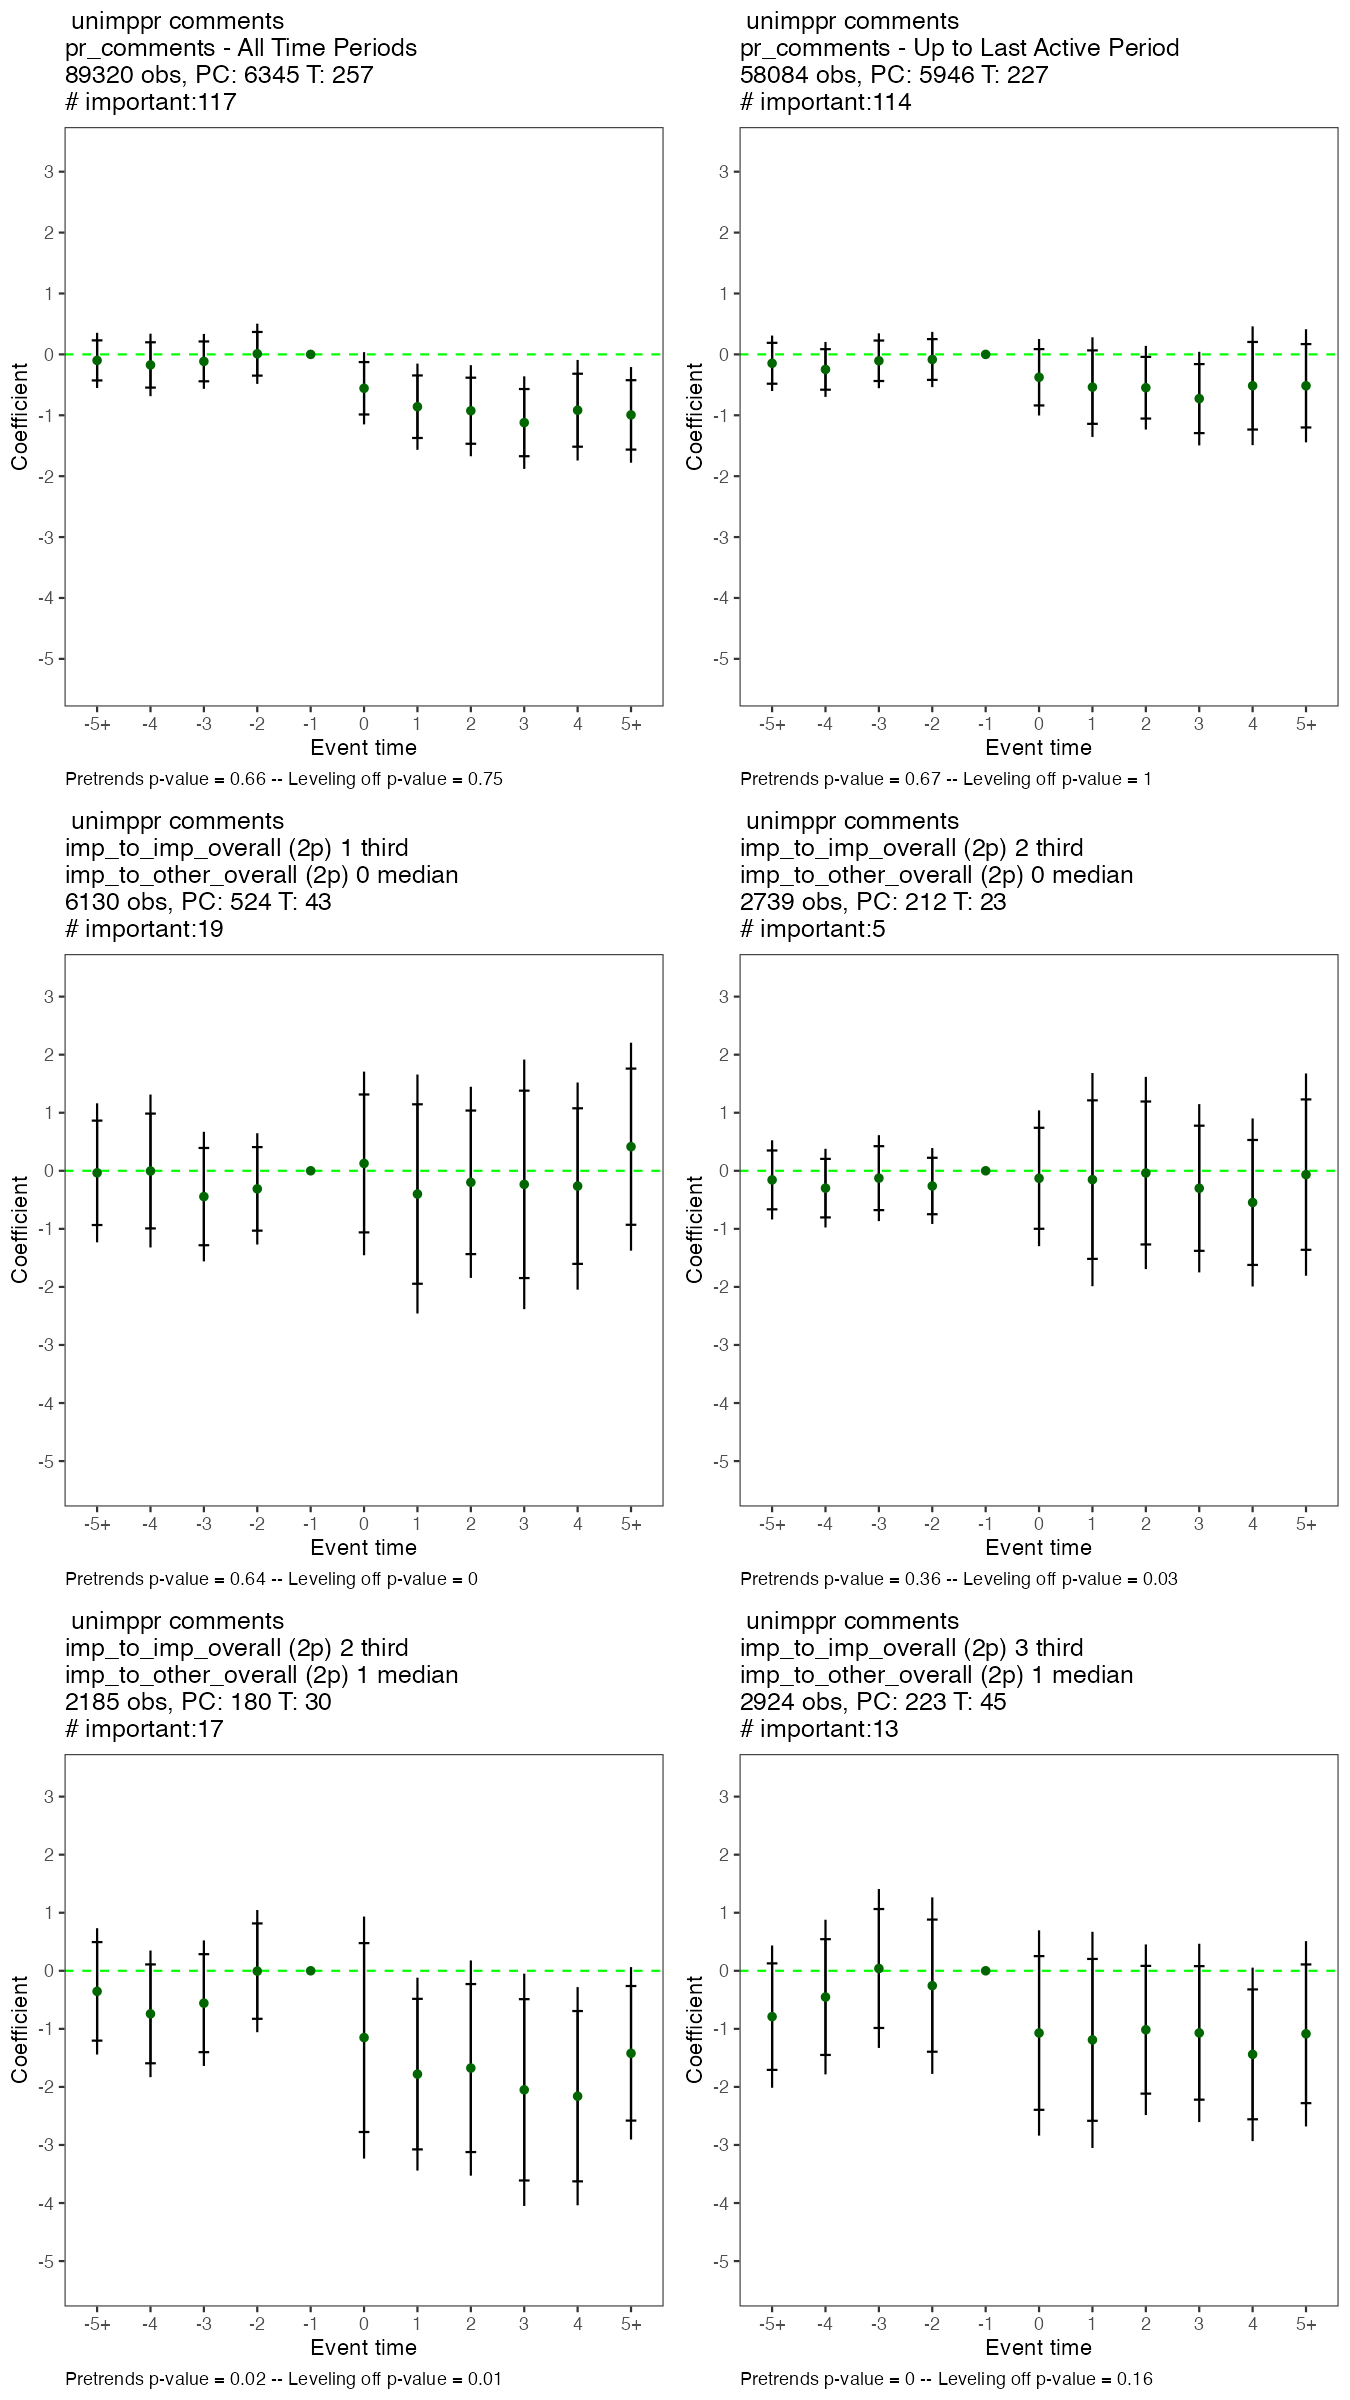 unimppr comments
pr_comments - All Time Periods
89320 obs, PC: 6345 T: 257
# important:117
3
2
1
0
-1
-2
-3
-4
-5
Coefficient
-5+ -4 -3 -2 -1 0 1 2 3 4 5+
Event time
Pretrends p-value = 0.66 -- Leveling off p-value = 0.75
unimppr comments
pr_comments - Up to Last Active Period
58084 obs, PC: 5946 T: 227
# important:114
3
2
1
0
-1
-2
-3
-4
-5
Coefficient
-5+ -4 -3 -2 -1 0 1 2 3 4 5+
Event time
Pretrends p-value = 0.67 -- Leveling off p-value = 1
unimppr comments
imp_to_imp_overall (2p) 1 third
imp_to_other_overall (2p) 0 median
6130 obs, PC: 524 T: 43
# important:19
3
2
1
0
-1
-2
-3
-4
-5
Coefficient
-5+ -4 -3 -2 -1 0 1 2 3 4 5+
Event time
Pretrends p-value = 0.64 -- Leveling off p-value = 0
unimppr comments
imp_to_imp_overall (2p) 2 third
imp_to_other_overall (2p) 0 median
2739 obs, PC: 212 T: 23
# important:5
3
2
1
0
-1
-2
-3
-4
-5
Coefficient
-5+ -4 -3 -2 -1 0 1 2 3 4 5+
Event time
Pretrends p-value = 0.36 -- Leveling off p-value = 0.03
unimppr comments
imp_to_imp_overall (2p) 2 third
imp_to_other_overall (2p) 1 median
2185 obs, PC: 180 T: 30
# important:17
3
2
1
0
-1
-2
-3
-4
-5
Coefficient
-5+ -4 -3 -2 -1 0 1 2 3 4 5+
Event time
Pretrends p-value = 0.02 -- Leveling off p-value = 0.01
unimppr comments
imp_to_imp_overall (2p) 3 third
imp_to_other_overall (2p) 1 median
2924 obs, PC: 223 T: 45
# important:13
3
2
1
0
-1
-2
-3
-4
-5
Coefficient
-5+ -4 -3 -2 -1 0 1 2 3 4 5+
Event time
Pretrends p-value = 0 -- Leveling off p-value = 0.16